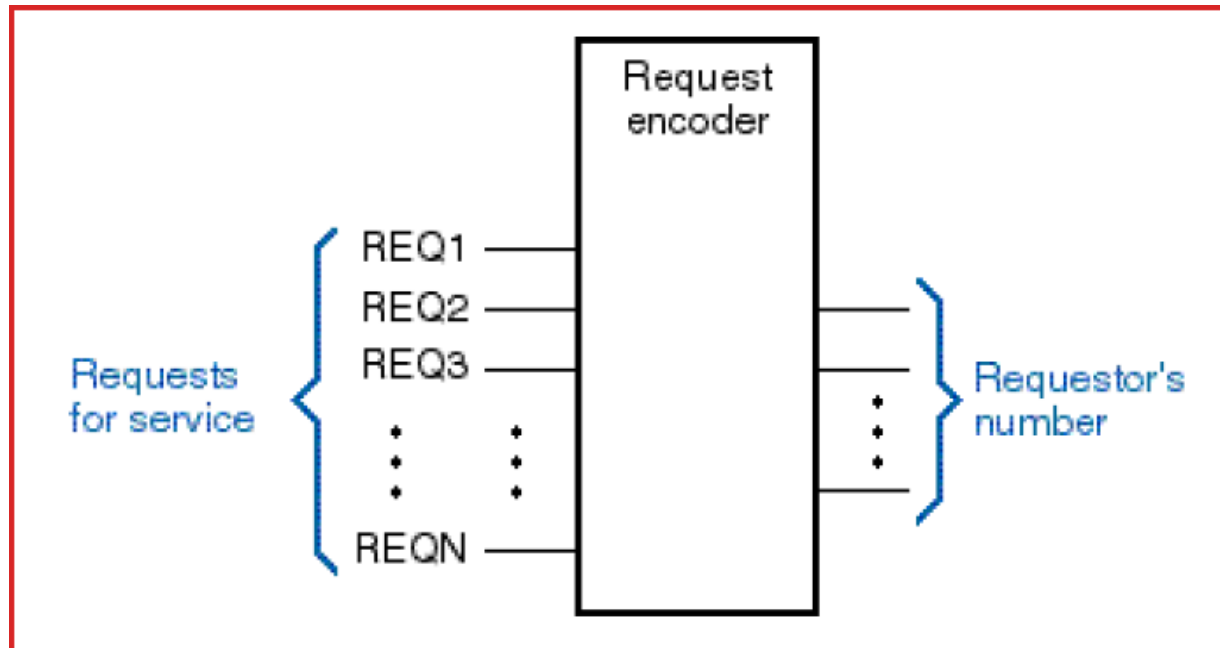 Request
encoder
REQ1
REQ2
REQ3
REQN
Requests
for service
Requestor's
number